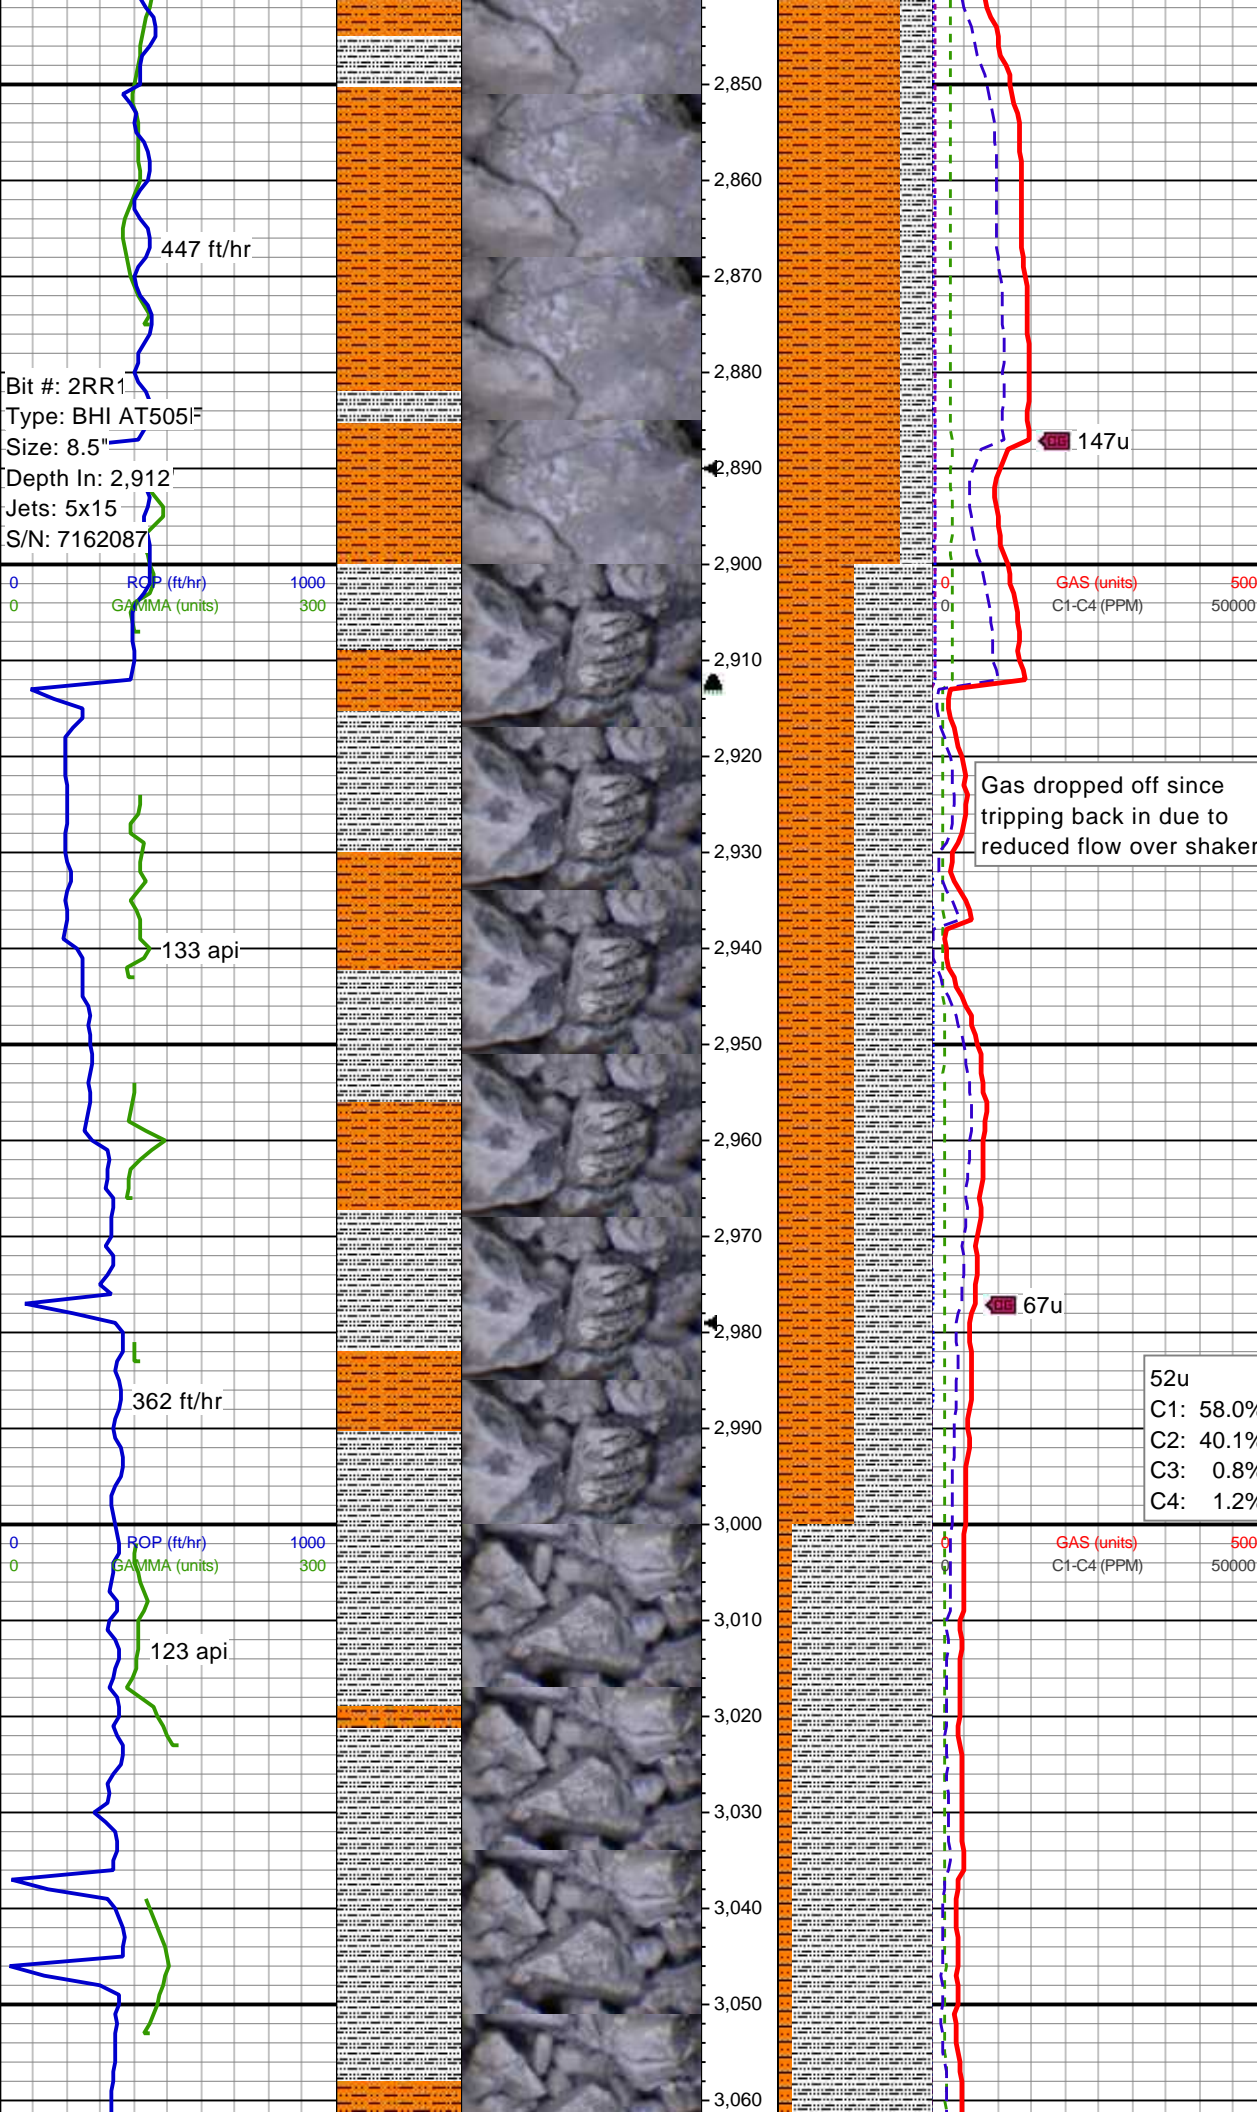 2,850
2,860
447 ft/hr
2,870
2,880
Bit #: 2RR1
Type: BHI AT505F
Size: 8.5"
Depth In: 2,912
Jets: 5x15
S/N: 7162087
CG 147u
2,890
2,900
0 ROP (ft/hr) 1000
0 GAMMA (units) 300
0 GAS (units) 500
0 C1-C4 (PPM) 50000
2,910
2,920
Gas dropped off since
tripping back in due to
reduced flow over shaker
2,930
2,940
133 api
2,950
2,960
2,970
CG 67u
2,980
362 ft/hr
52u
C1: 58.0%
C2: 40.1%
C3: 0.8%
C4: 1.2%
2,990
3,000
0 ROP (ft/hr) 1000
0 GAMMA (units) 300
0 GAS (units) 500
0 C1-C4 (PPM) 50000
3,010
123 api
3,020
3,030
3,040
3,050
3,060